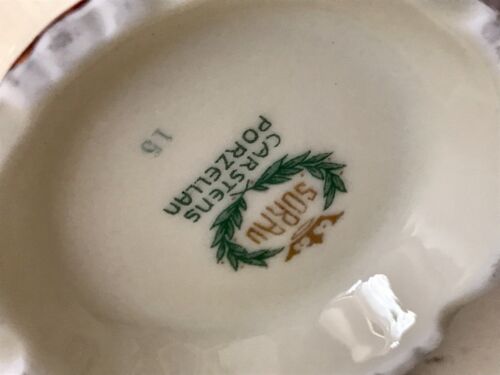 SORAU
CARSTENS
PORZELLAN
15